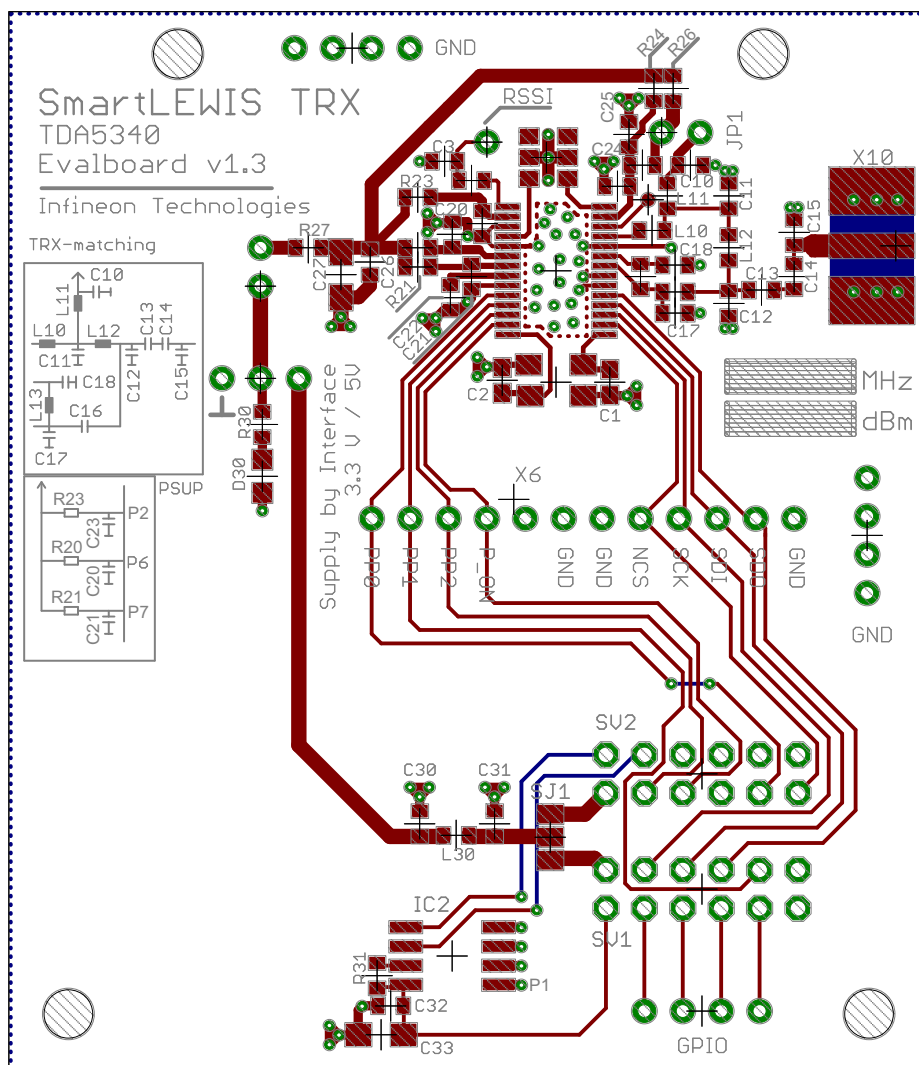 GND
R24
R26
SmartLEWIS TRX
TDA5340
Evalboard v1.3
Infineon Technologies
RSSI
C25
JP1
C3
C24
X10
C10
C11
L11
R23
C20
L10
C15
TRX-matching
R27
C18
L12
C27
C26
R21
C13
C14
C22
C21
C17
C12
C10
L11
L10
L12
C13
C14
C11
C12
C15
C18
L13
C16
C17
C2
C1
MHz
dBm
R30
D30
Supply by Interface
3.3 V / 5V
X6
PSUP
R23
P2
C23
R20
P6
C20
R21
P7
C21
PP0
PP1
PP2
P_ON
GND
GND
NCS
SCK
SDI
SDO
GND
GND
SV2
C30
C31
SJ1
L30
IC2
SV1
R31
P1
C32
C33
GPIO